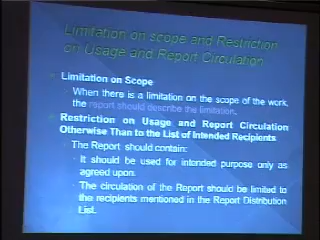 Limitation on scope and Restriction
on Usage and Report Circulation
Limitation on Scope
When there is a limitation on the scope of the work,
the report should describe the limitation.
Restriction on Usage and Report Circulation
Otherwise Than to the List of Intended Recipients
The Report should contain:
It should be used for intended purpose only as
agreed upon.
The circulation of the Report should be limited to
the recipients mentioned in the Report Distribution
List.